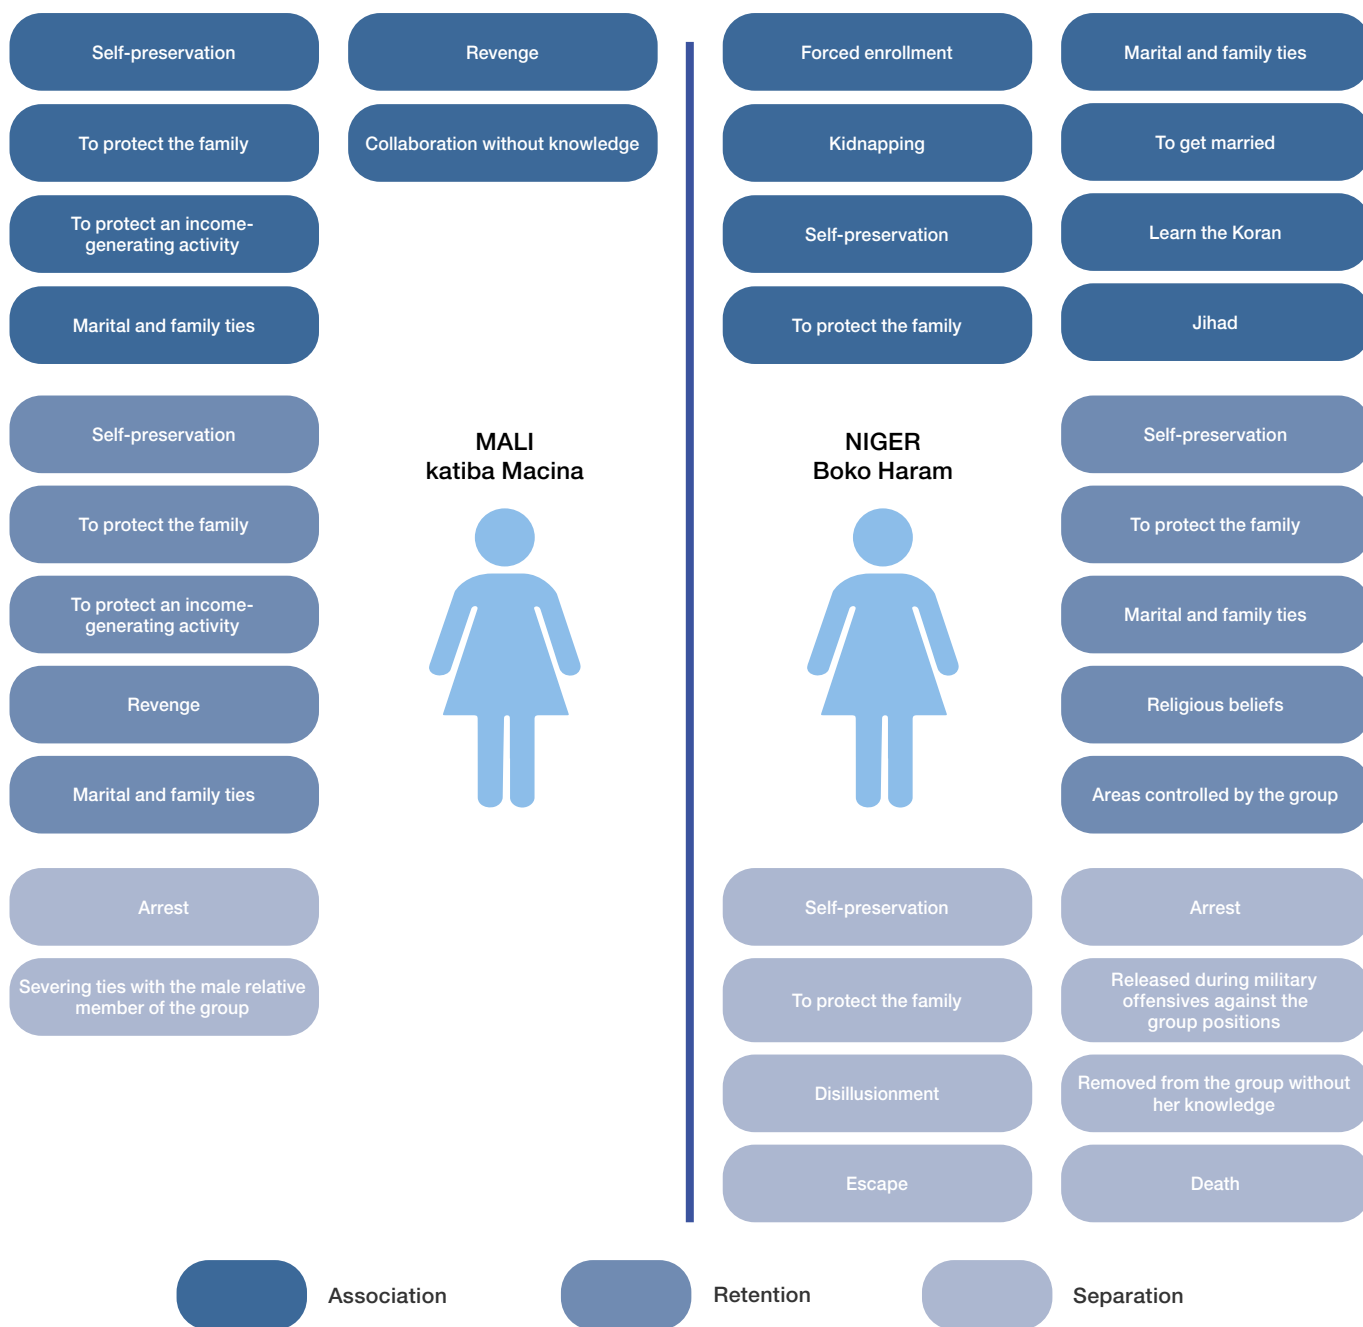 Self-preservation
Revenge
To protect the family
Collaboration without knowledge
To protect an income-
generating activity
Marital and family ties
Self-preservation
To protect the family
To protect an income-
generating activity
Revenge
Marital and family ties
MALI
katiba Macina
Arrest
Severing ties with the male relative
member of the group
Forced enrollment
Marital and family ties
Kidnapping
To get married
Self-preservation
Learn the Koran
To protect the family
Jihad
NIGER
Boko Haram
Self-preservation
To protect the family
Marital and family ties
Religious beliefs
Areas controlled by the group
Self-preservation
Arrest
To protect the family
Released during military
offensives against the
group positions
Disillusionment
Removed from the group without
her knowledge
Escape
Death
Association
Retention
Separation